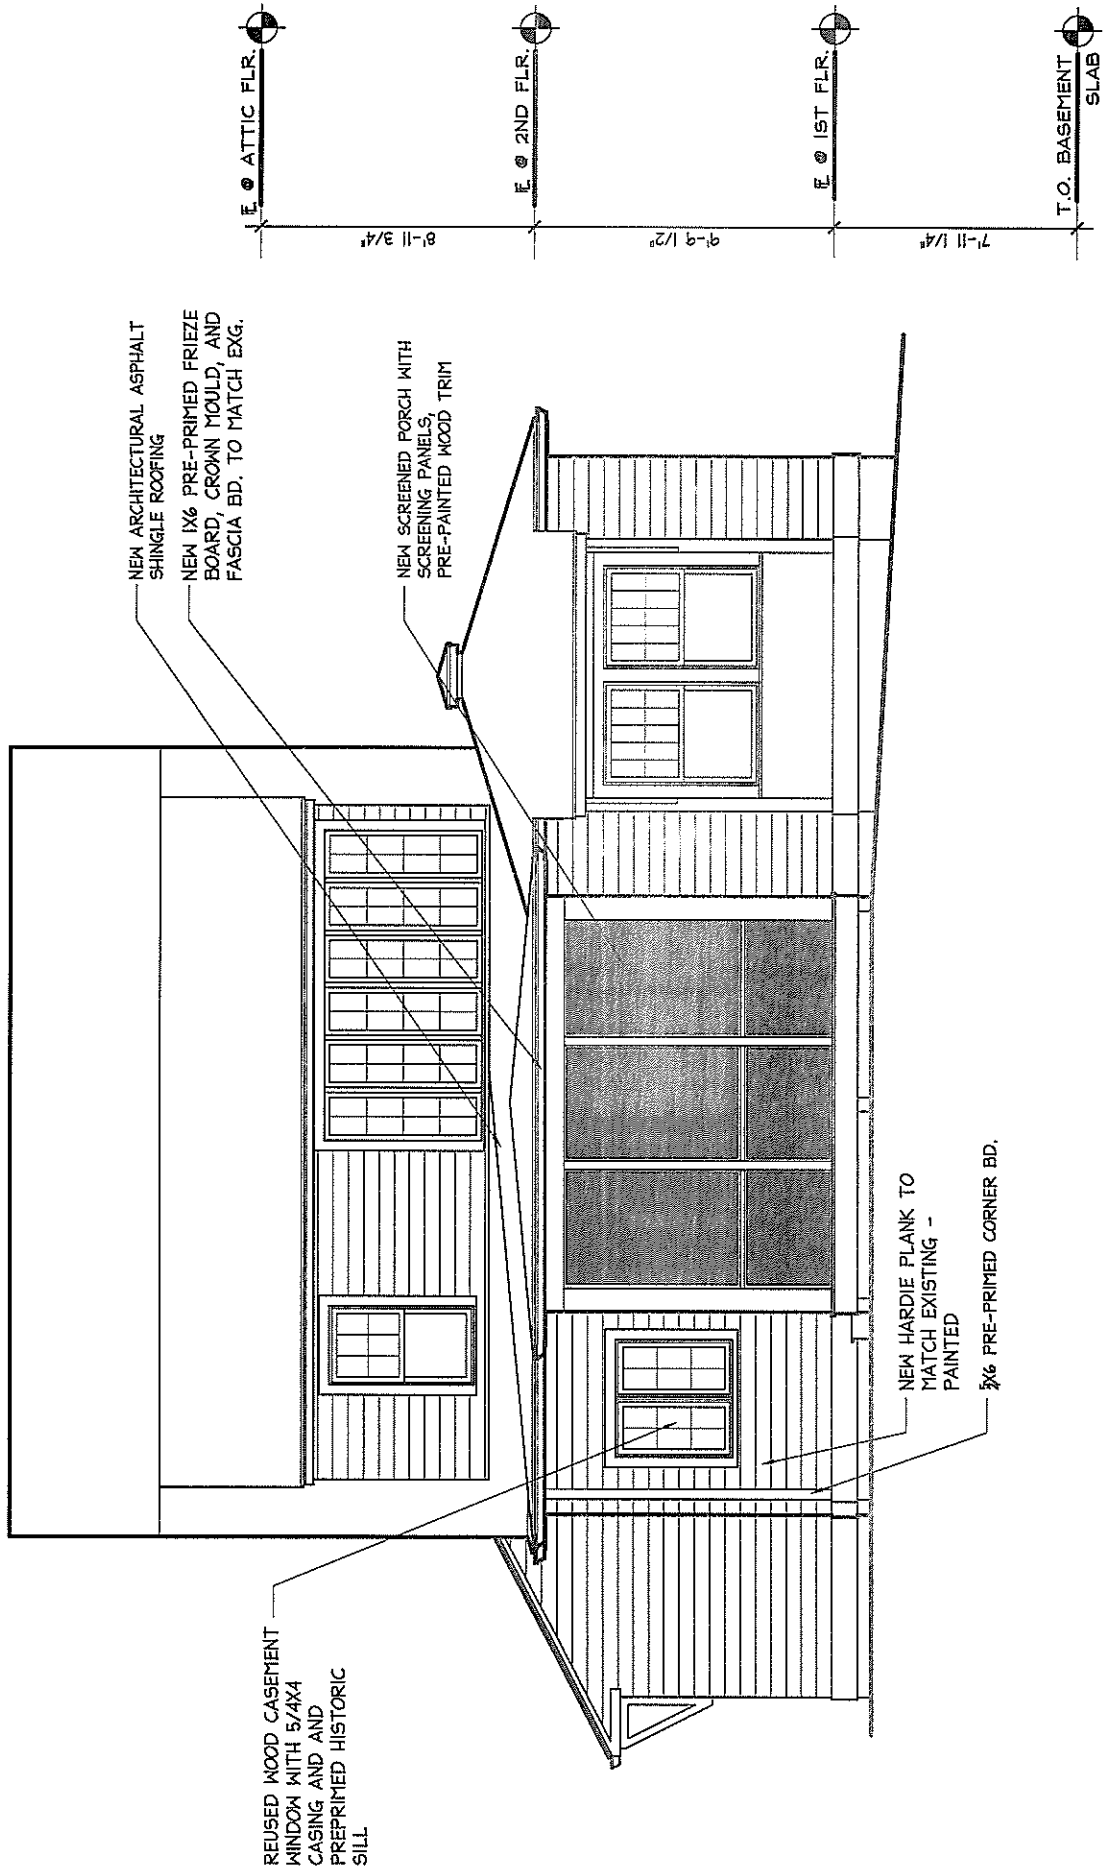 REUSED WOOD CASEMENT
WINDOW WITH 5/4X4
CASING AND AND
PREPRIMED HISTORIC
SILL
NEW ARCHITECTURAL ASPHALT
SHINGLE ROOFING
NEW 1X6 PRE-PRIMED FRIEZE
BOARD, CROWN MOULD, AND
FASCIA BD. TO MATCH EXG.
NEW SCREENED PORCH WITH
SCREENING PANELS,
PRE-PAINTED WOOD TRIM
NEW HARDIE PLANK TO
MATCH EXISTING -
PAINTED
PRE-PRIMED CORNER BD.
@ ATTIC FLR.
8'-11 3/4"
@ 2ND FLR.
9'-9 1/2"
@ 1ST FLR.
7'-11 1/4"
T.O. BASEMENT
SLAB